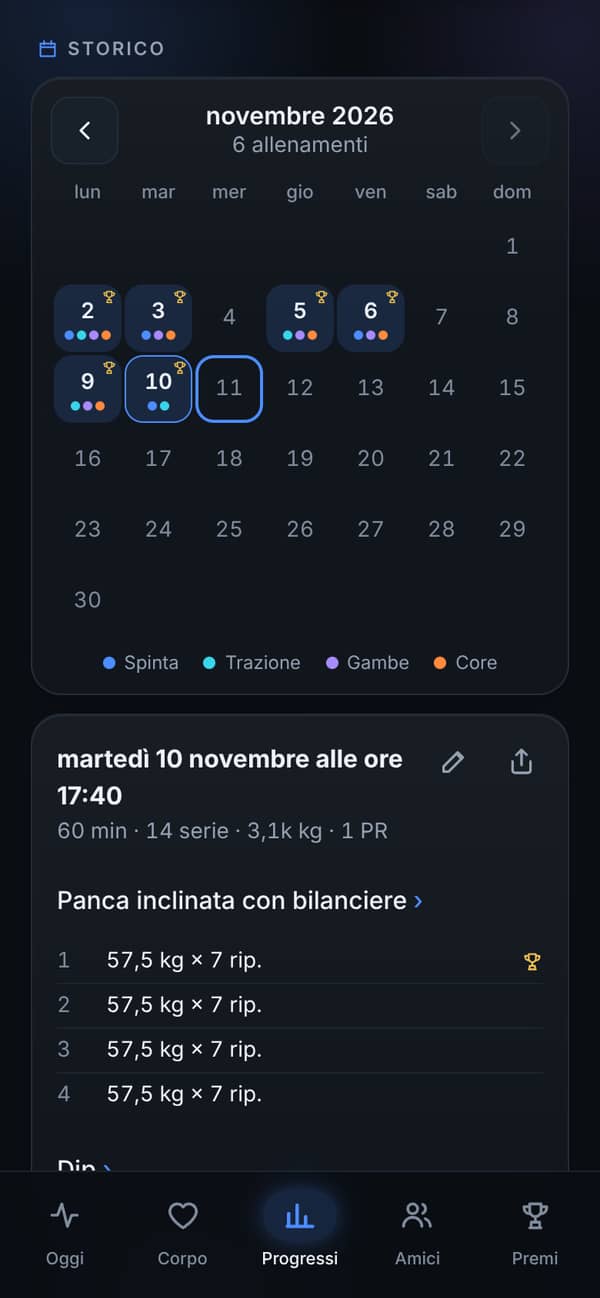 STORICO
novembre 2026
6 allenamenti
lun mar mer gio ven sab dom
1
2 3 4 5 6 7 8
9 10 11 12 13 14 15
16 17 18 19 20 21 22
23 24 25 26 27 28 29
30
Spinta Trazione Gambe Core
martedì 10 novembre alle ore
17:40
60 min · 14 serie · 3,1k kg · 1 PR
Panca inclinata con bilanciere ›
1 57,5 kg × 7 rip.
2 57,5 kg × 7 rip.
3 57,5 kg × 7 rip.
4 57,5 kg × 7 rip.
Dip ›
Oggi Corpo Progressi Amici Premi